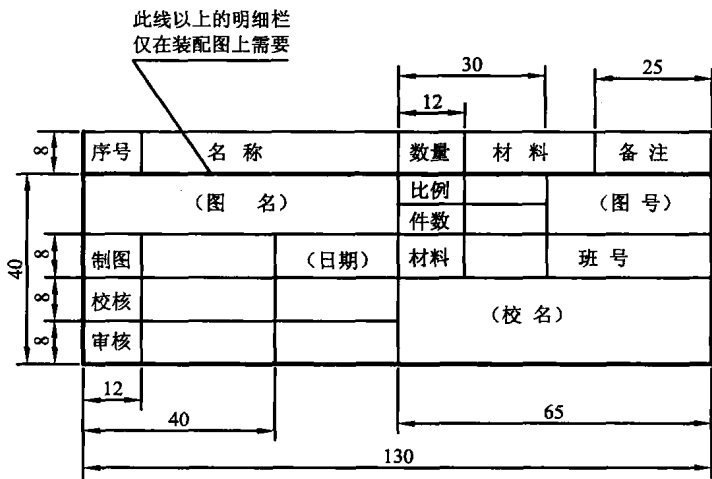 此线以上的明细栏
仅在装配图上需要
30
25
12
8
序号
名 称
数量
材 料
备 注
(图 名)
比例
(图 号)
件数
40
8
制图
(日期)
材料
班 号
8
校核
(校 名)
8
审核
12
40
65
130